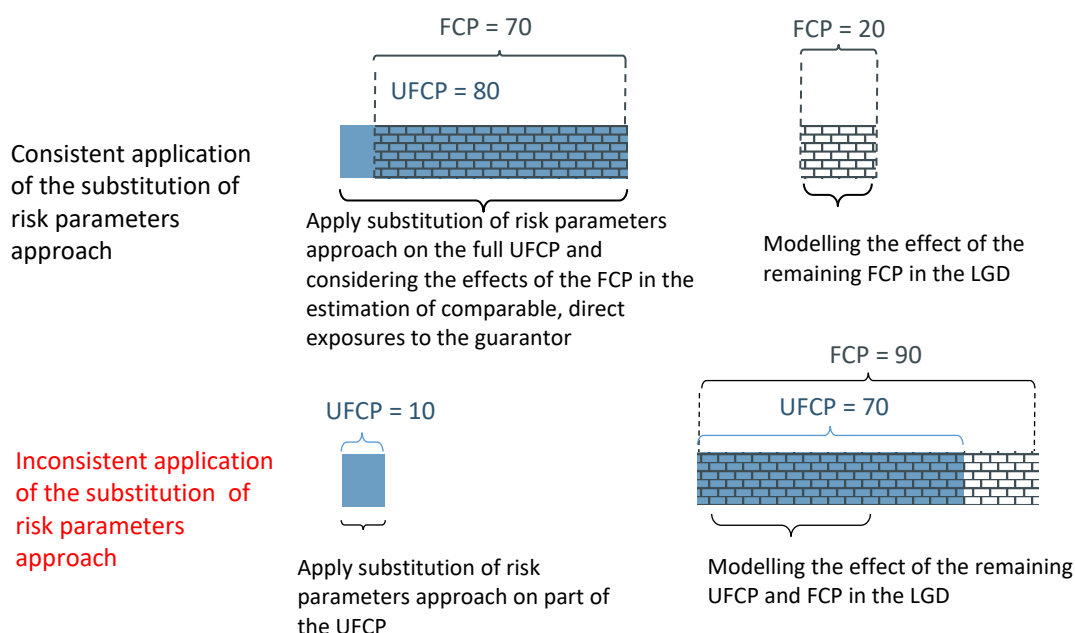 FCP = 70
FCP = 20
UFCP = 80
Consistent application
of the substitution of
risk parameters
approach
Apply substitution of risk parameters
approach on the full UFCP and
considering the effects of the FCP in the
estimation of comparable, direct
exposures to the guarantor
Modelling the effect of the
remaining FCP in the LGD
FCP = 90
UFCP = 10
UFCP = 70
Inconsistent application
of the substitution of
risk parameters
approach
Apply substitution of risk
parameters approach on part of
the UFCP
Modelling the effect of the remaining
UFCP and FCP in the LGD